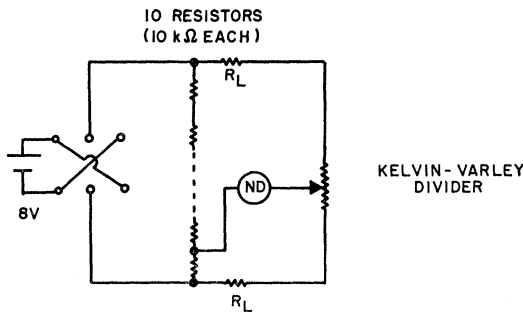 10 RESISTORS
(10 kΩ EACH)
R_L
ND
KELVIN-VARLEY
DIVIDER
8V
R_L